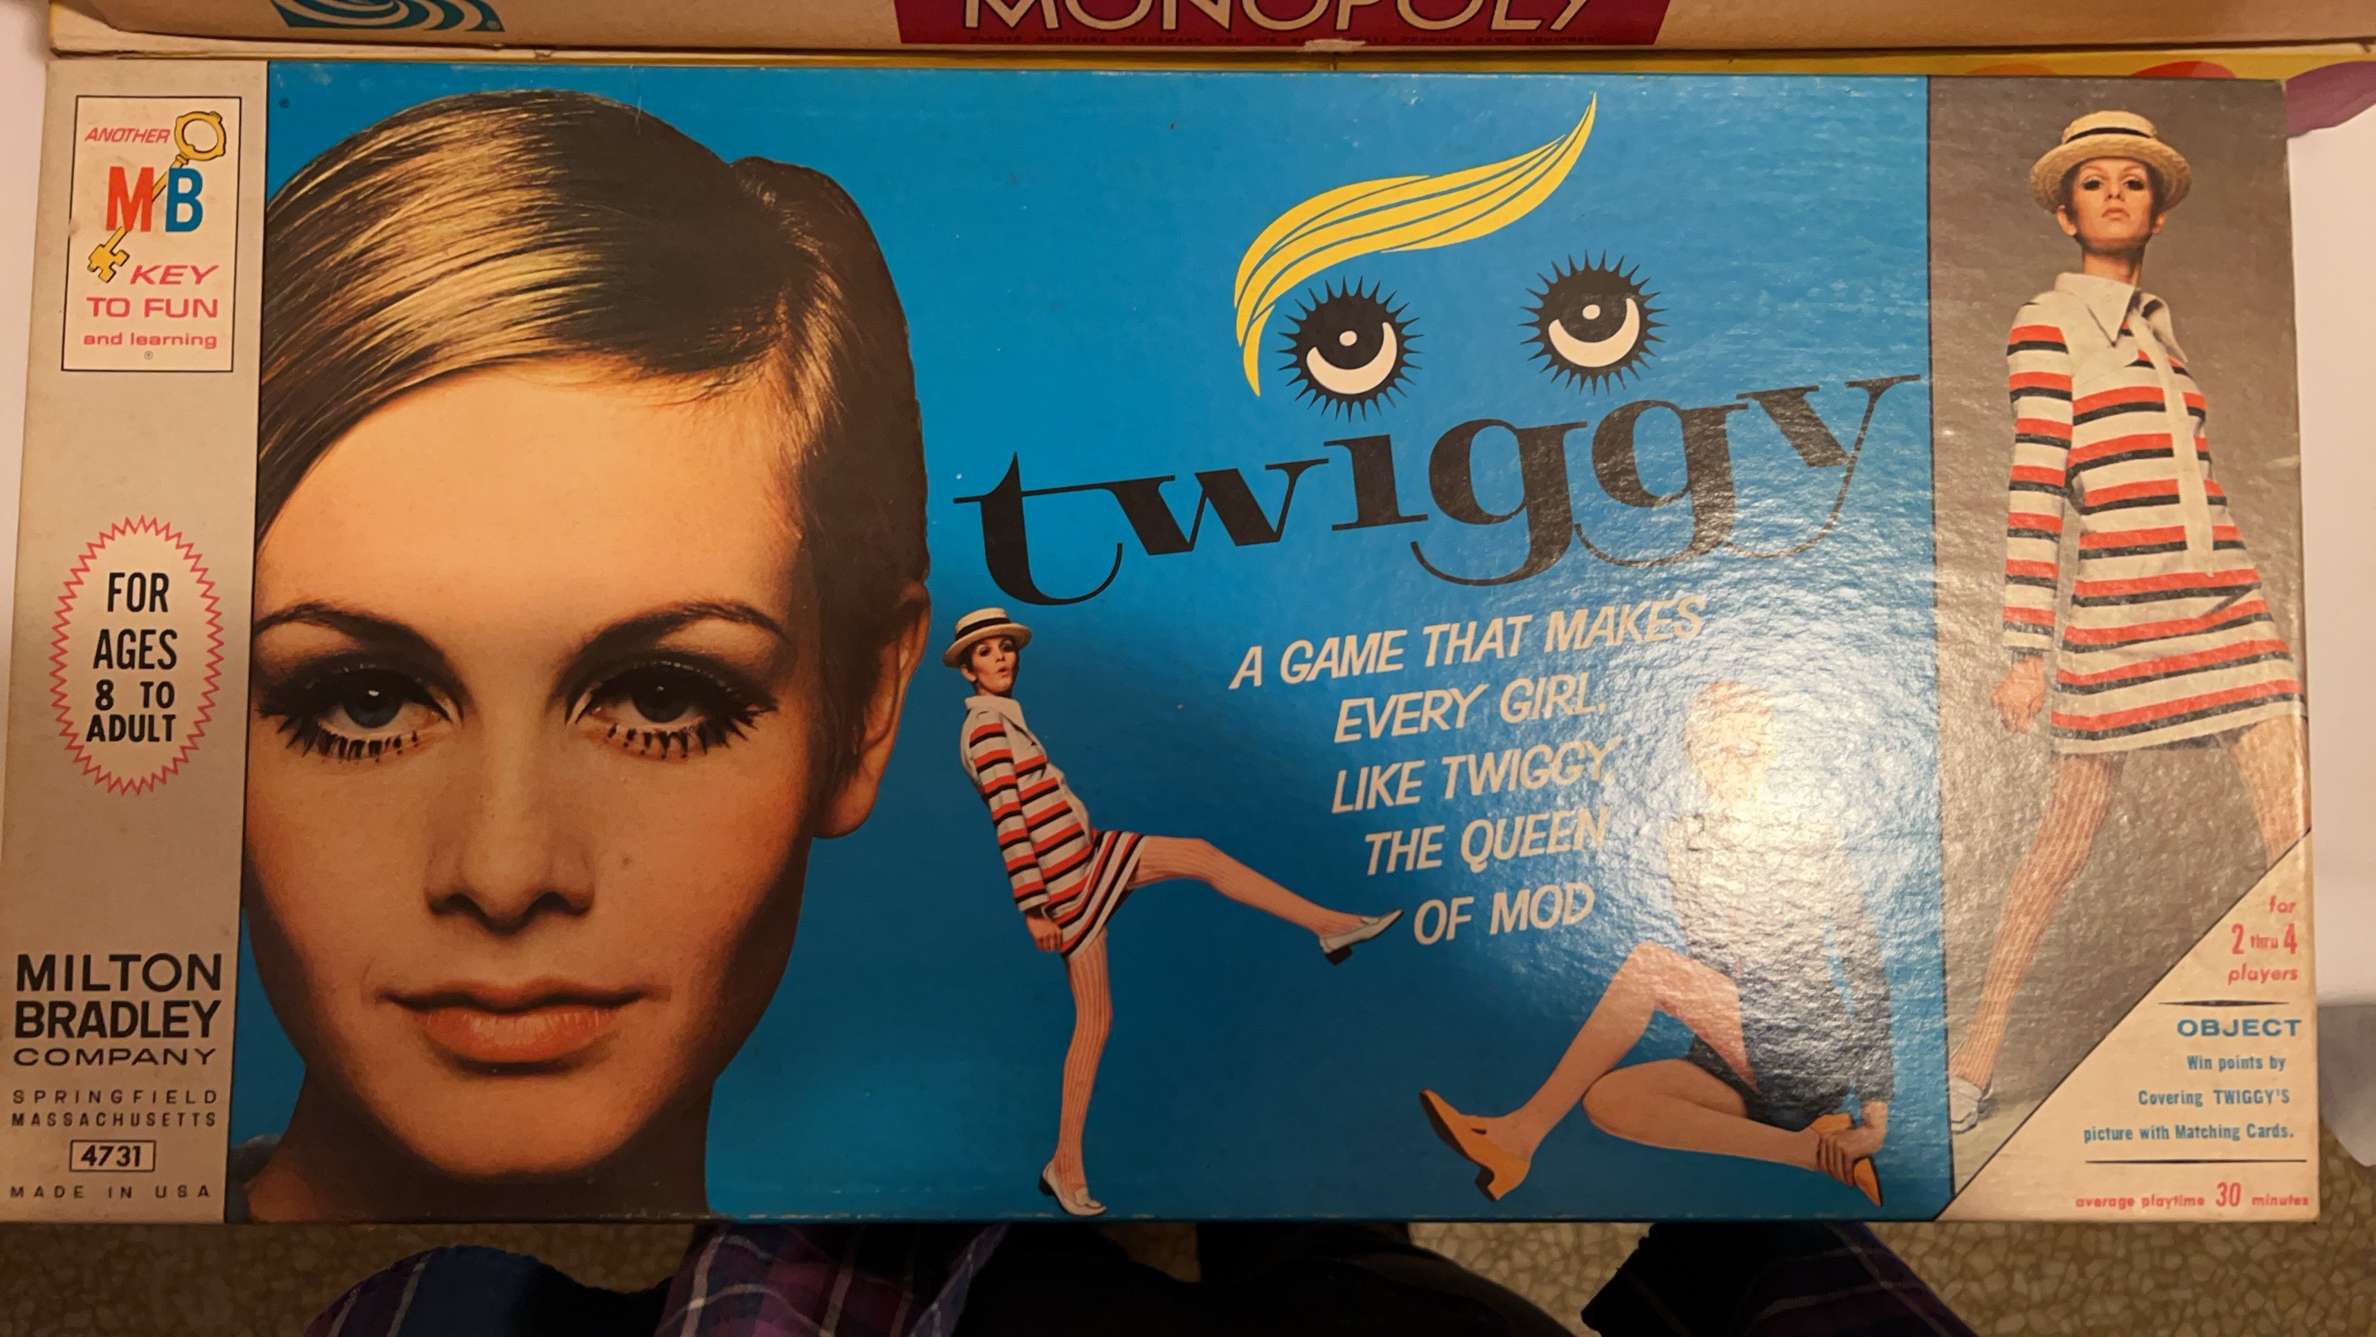 MONOPOLY
ANOTHER
MB
KEY
TO FUN
and learning
FOR
AGES
8 TO
ADULT
MILTON
BRADLEY
COMPANY
SPRINGFIELD
MASSACHUSETTS
4731
MADE IN USA
twiggy
A GAME THAT MAKES
EVERY GIRL
LIKE TWIGGY
THE QUEEN
OF MOD
for
2 thru 4
players
OBJECT
Win points by
Covering TWIGGY'S
picture with Matching Cards.
average playtime 30 minutes